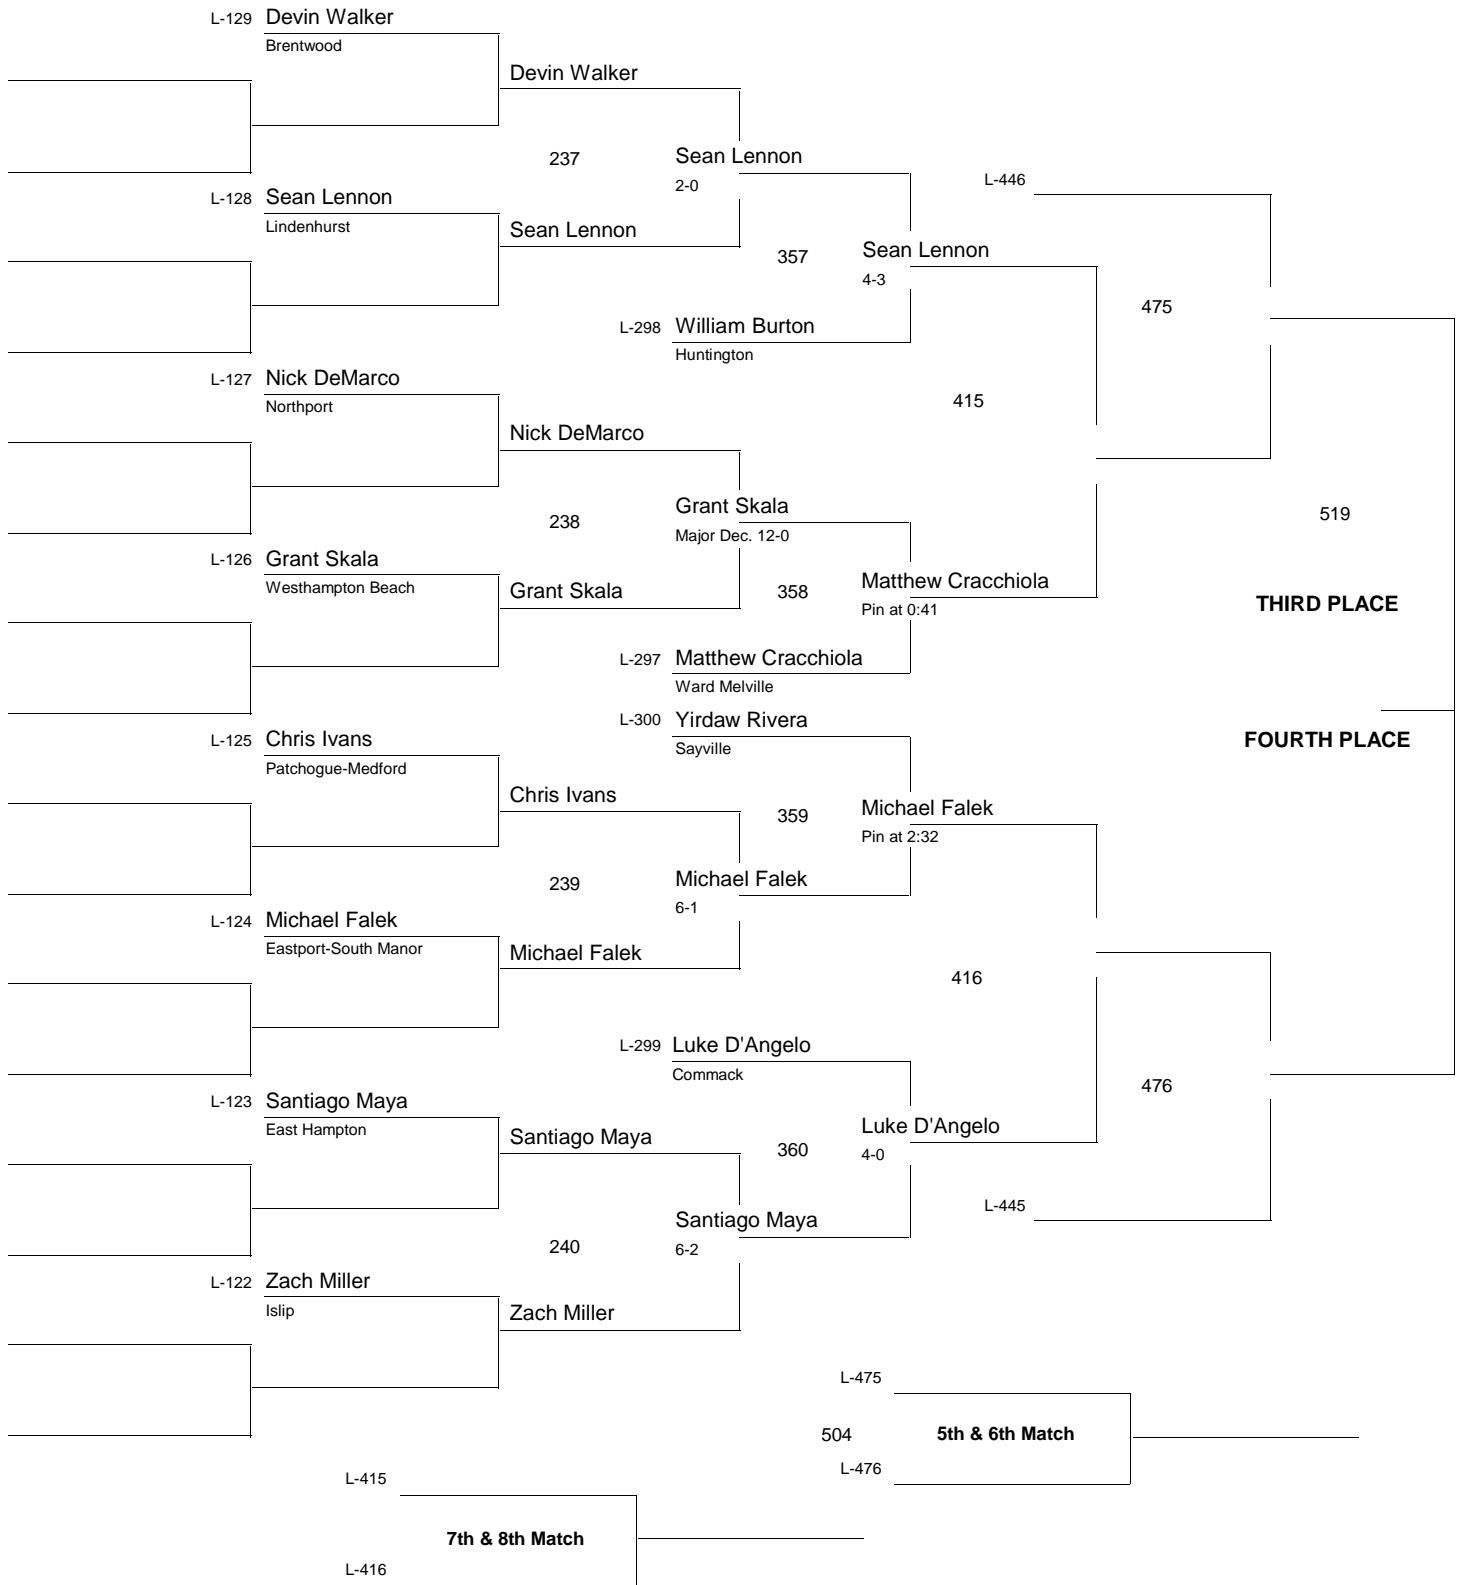 L-129 Devin Walker
Brentwood
Devin Walker
237
Sean Lennon
2-0
L-128 Sean Lennon
Lindenhurst
Sean Lennon
357
Sean Lennon
4-3
L-446
475
L-298 William Burton
Huntington
L-127 Nick DeMarco
Northport
415
Nick DeMarco
238
Grant Skala
Major Dec. 12-0
519
L-126 Grant Skala
Westhampton Beach
Grant Skala
358
Matthew Cracchiola
Pin at 0:41
THIRD PLACE
L-297 Matthew Cracchiola
Ward Melville
L-300 Yirdaw Rivera
Sayville
FOURTH PLACE
L-125 Chris Ivans
Patchogue-Medford
Chris Ivans
359
Michael Falek
Pin at 2:32
239
Michael Falek
6-1
L-124 Michael Falek
Eastport-South Manor
Michael Falek
416
L-299 Luke D'Angelo
Commack
476
L-123 Santiago Maya
East Hampton
Santiago Maya
360
Luke D'Angelo
4-0
L-445
240
Santiago Maya
6-2
L-122 Zach Miller
Islip
Zach Miller
L-475
504
5th & 6th Match
L-476
L-415
7th & 8th Match
L-416